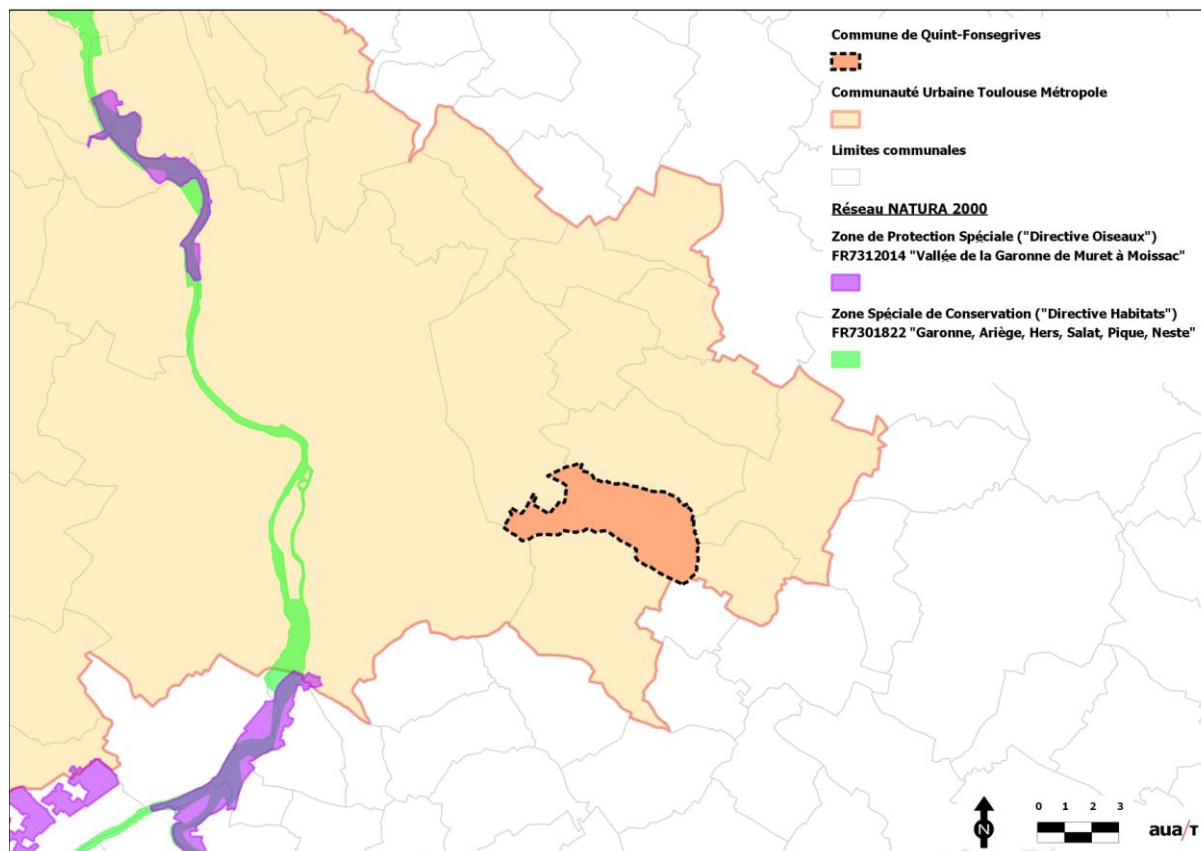 Commune de Quint-Fonsegrives
Communauté Urbaine Toulouse Métropole
Limites communales
Réseau NATURA 2000
Zone de Protection Spéciale ("Directive Oiseaux")
FR7312014 "Vallée de la Garonne de Muret à Moissac"
Zone Spéciale de Conservation ("Directive Habitats")
FR7301822 "Garonne, Ariège, Hers, Salat, Pique, Neste"
N
0 1 2 3
aua/T